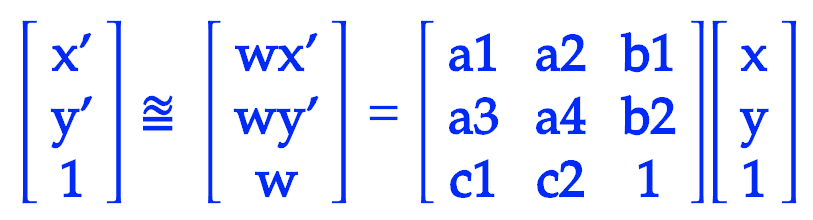 [x′ y′ 1] ≊ [wx′ wy′ w] = [a1 a2 b1; a3 a4 b2; c1 c2 1][x y 1]